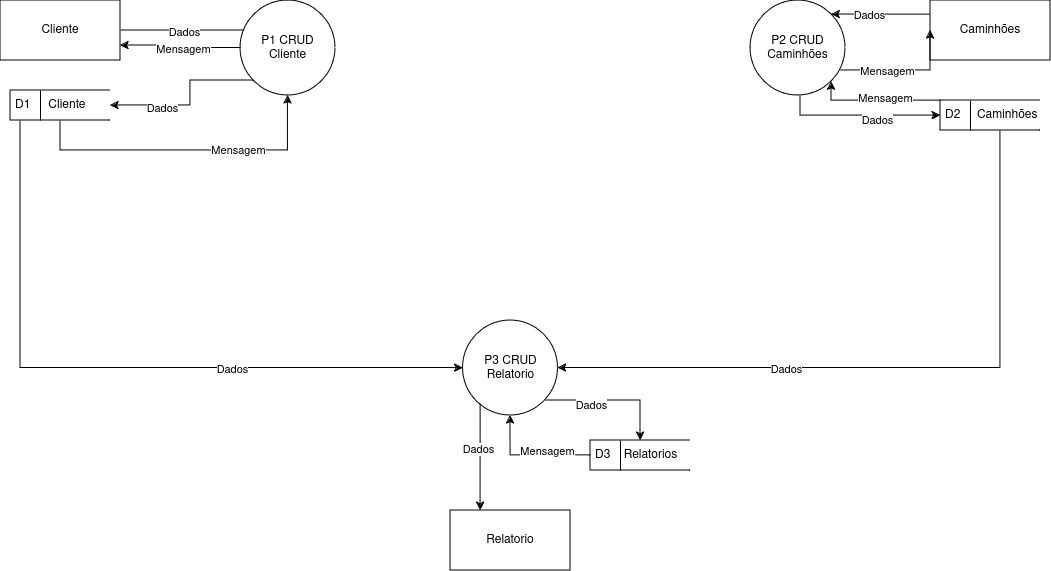 Cliente
Dados
Mensagem
P1 CRUD
Cliente
P2 CRUD
Caminhões
Dados
Mensagem
Caminhões
D1
Cliente
Dados
Mensagem
Mensagem
Dados
D2
Caminhões
Dados
P3 CRUD
Relatorio
Dados
Dados
Dados
Mensagem
D3
Relatorios
Relatorio